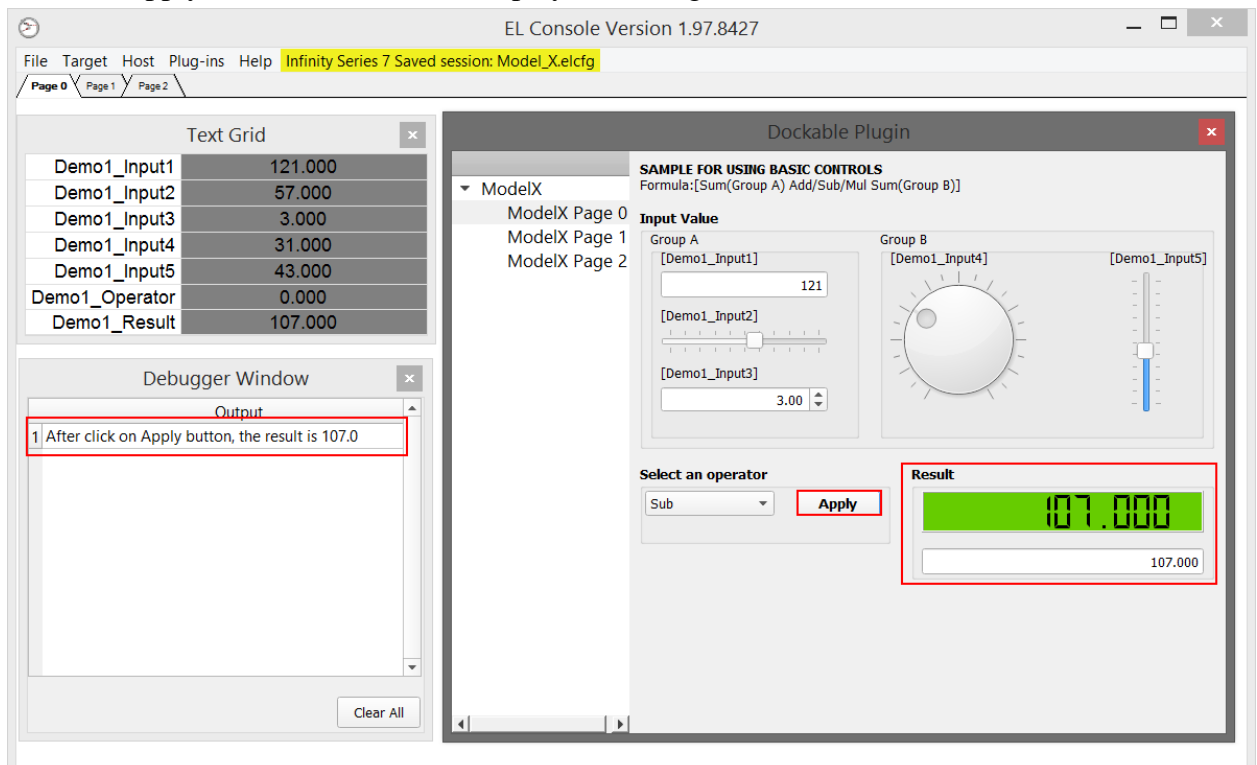 EL Console Version 1.97.8427
File Target Host Plug-ins Help Infinity Series 7 Saved session: Model_X.elcfg
Page 0 Page 1 Page 2
Text Grid
Demo1_Input1 121.000
Demo1_Input2 57.000
Demo1_Input3 3.000
Demo1_Input4 31.000
Demo1_Input5 43.000
Demo1_Operator 0.000
Demo1_Result 107.000
Debugger Window
Output
1 After click on Apply button, the result is 107.0
Clear All
Dockable Plugin
ModelX
ModelX Page 0
ModelX Page 1
ModelX Page 2
SAMPLE FOR USING BASIC CONTROLS
Formula:[Sum(Group A) Add/Sub/Mul Sum(Group B)]
Input Value
Group A
[Demo1_Input1]
121
[Demo1_Input2]
[Demo1_Input3]
3.00
Group B
[Demo1_Input4] [Demo1_Input5]
Select an operator
Sub Apply
Result
107.000
107.000